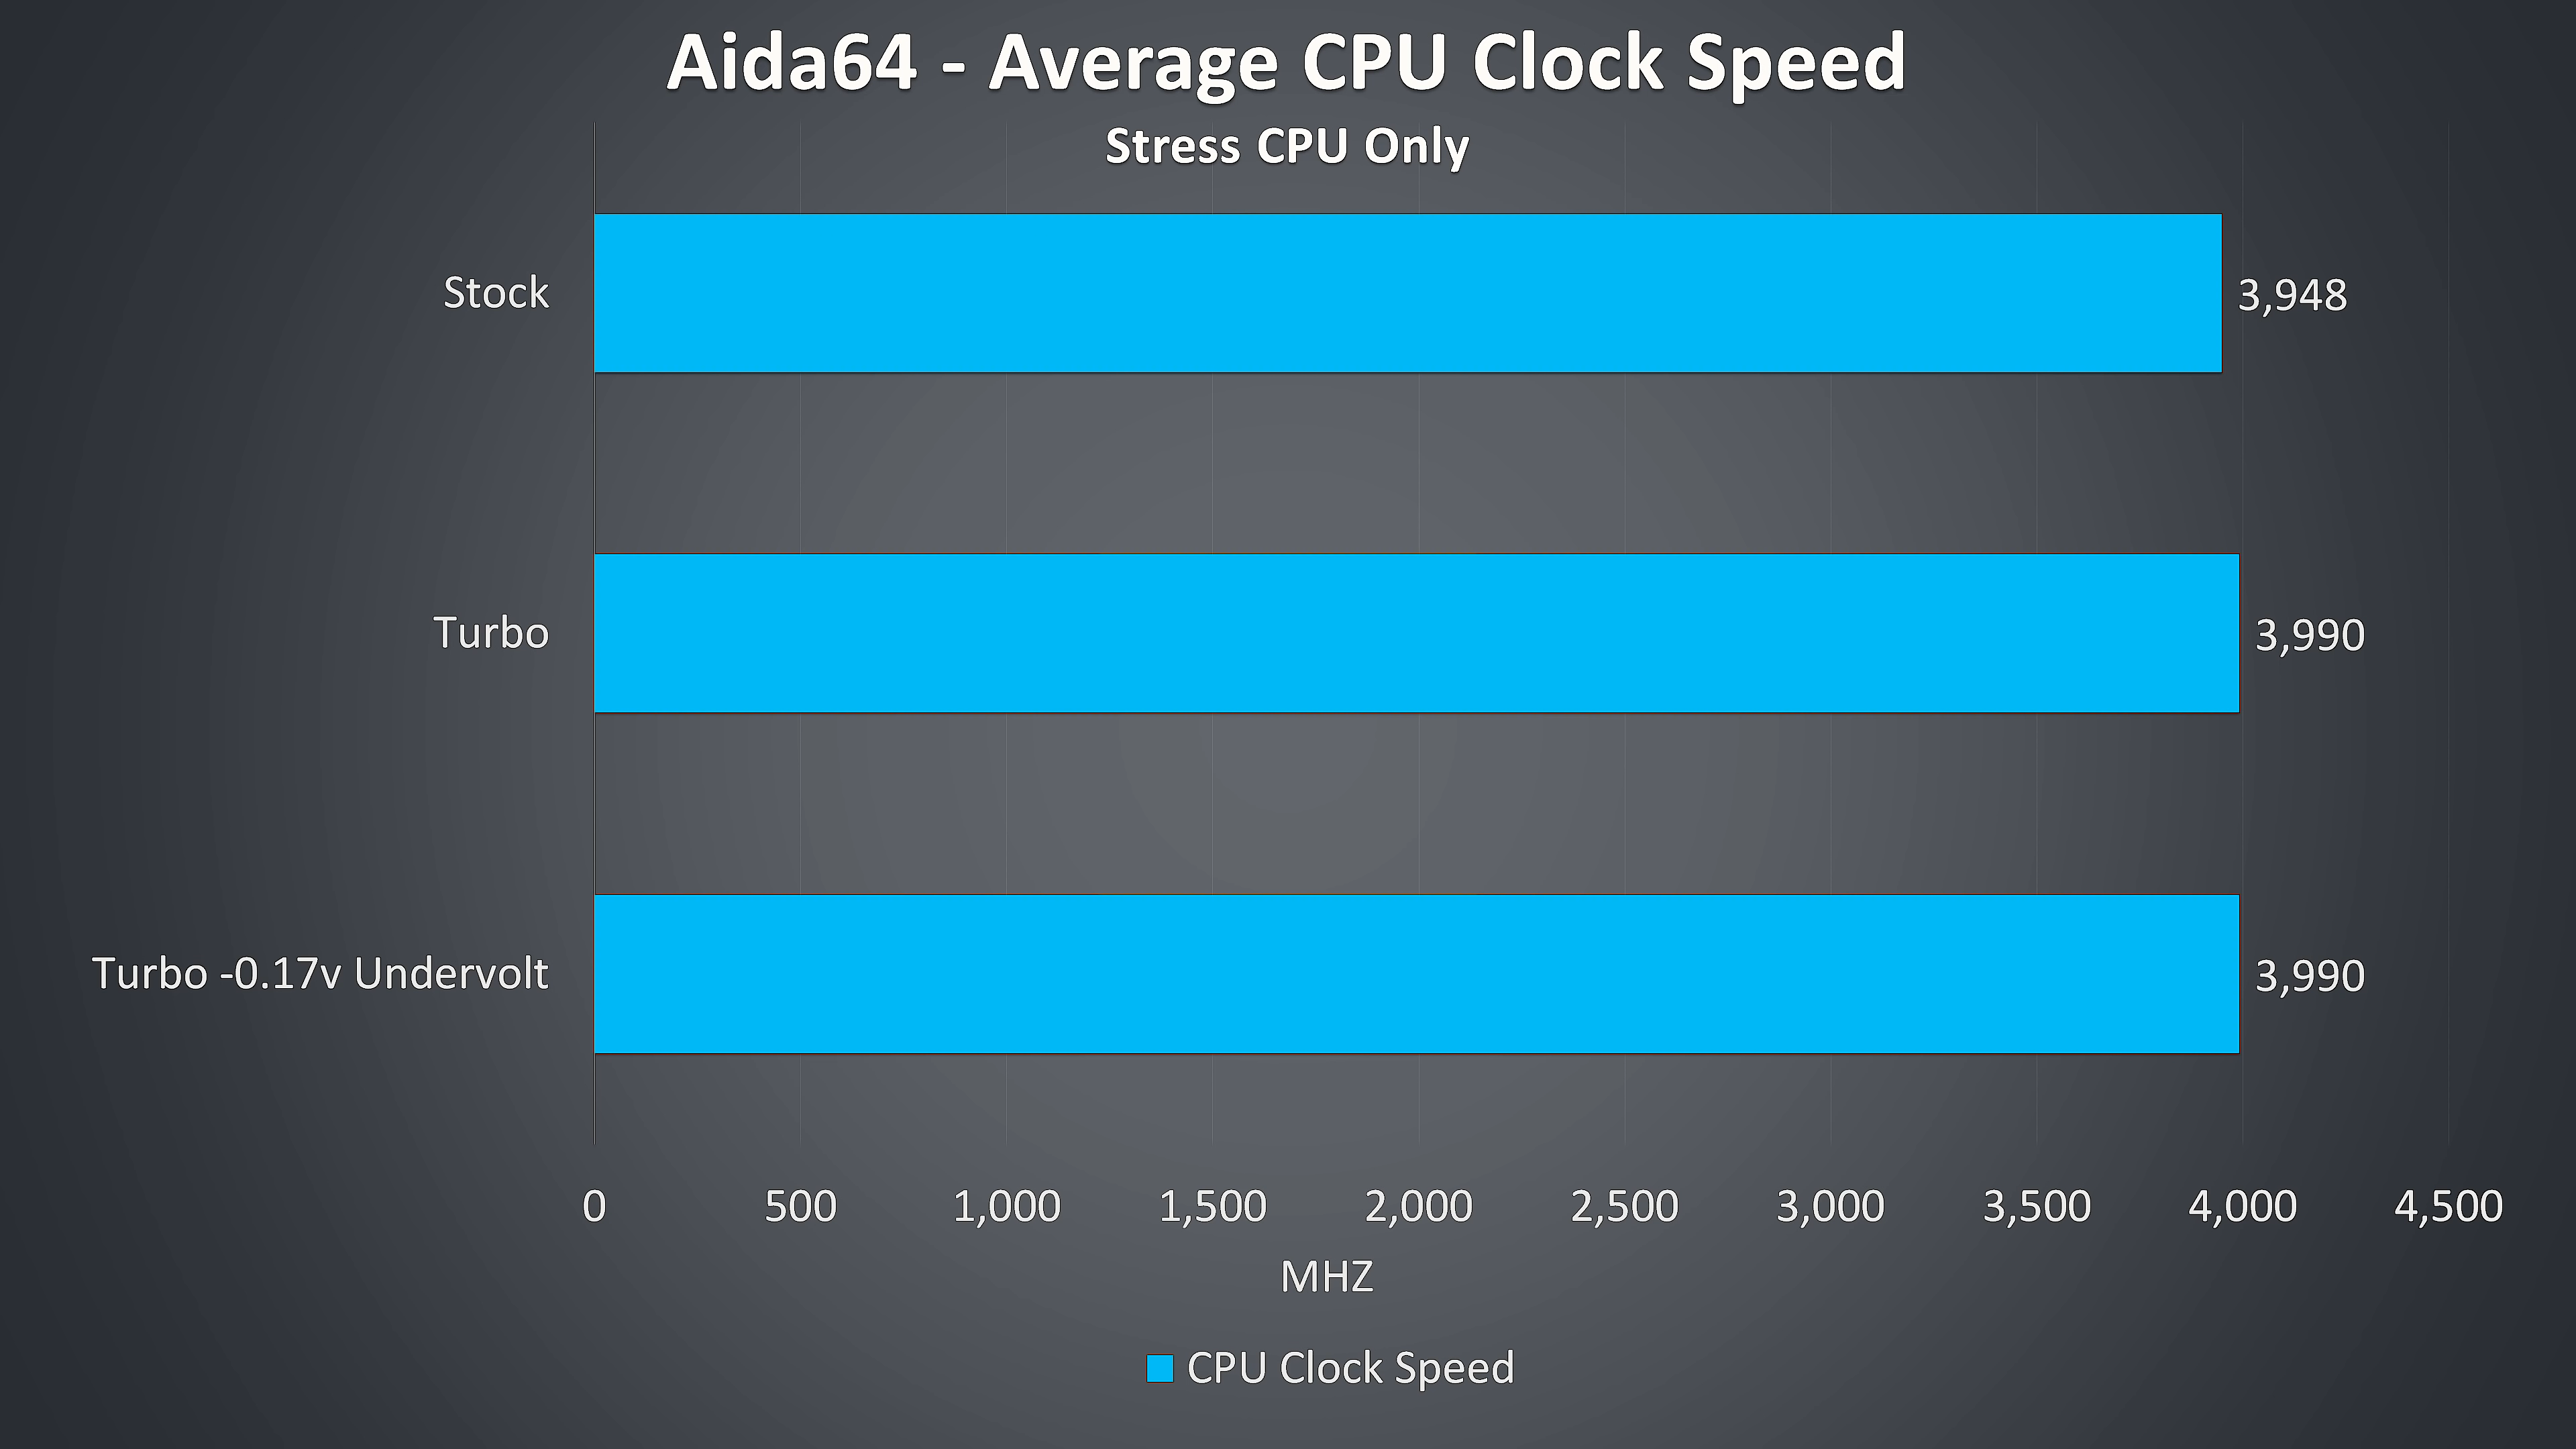 Aida64 - Average CPU Clock Speed
Stress CPU Only
Stock
3,948
Turbo
3,990
Turbo -0.17v Undervolt
3,990
0 500 1,000 1,500 2,000 2,500 3,000 3,500 4,000 4,500
MHZ
CPU Clock Speed